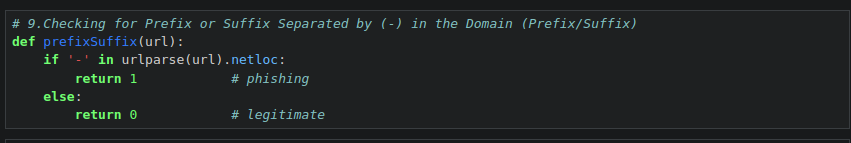 # 9.Checking for Prefix or Suffix Separated by (-) in the Domain (Prefix/Suffix)
def prefixSuffix(url):
    if '-' in urlparse(url).netloc:
        return 1            # phishing
    else:
        return 0            # legitimate